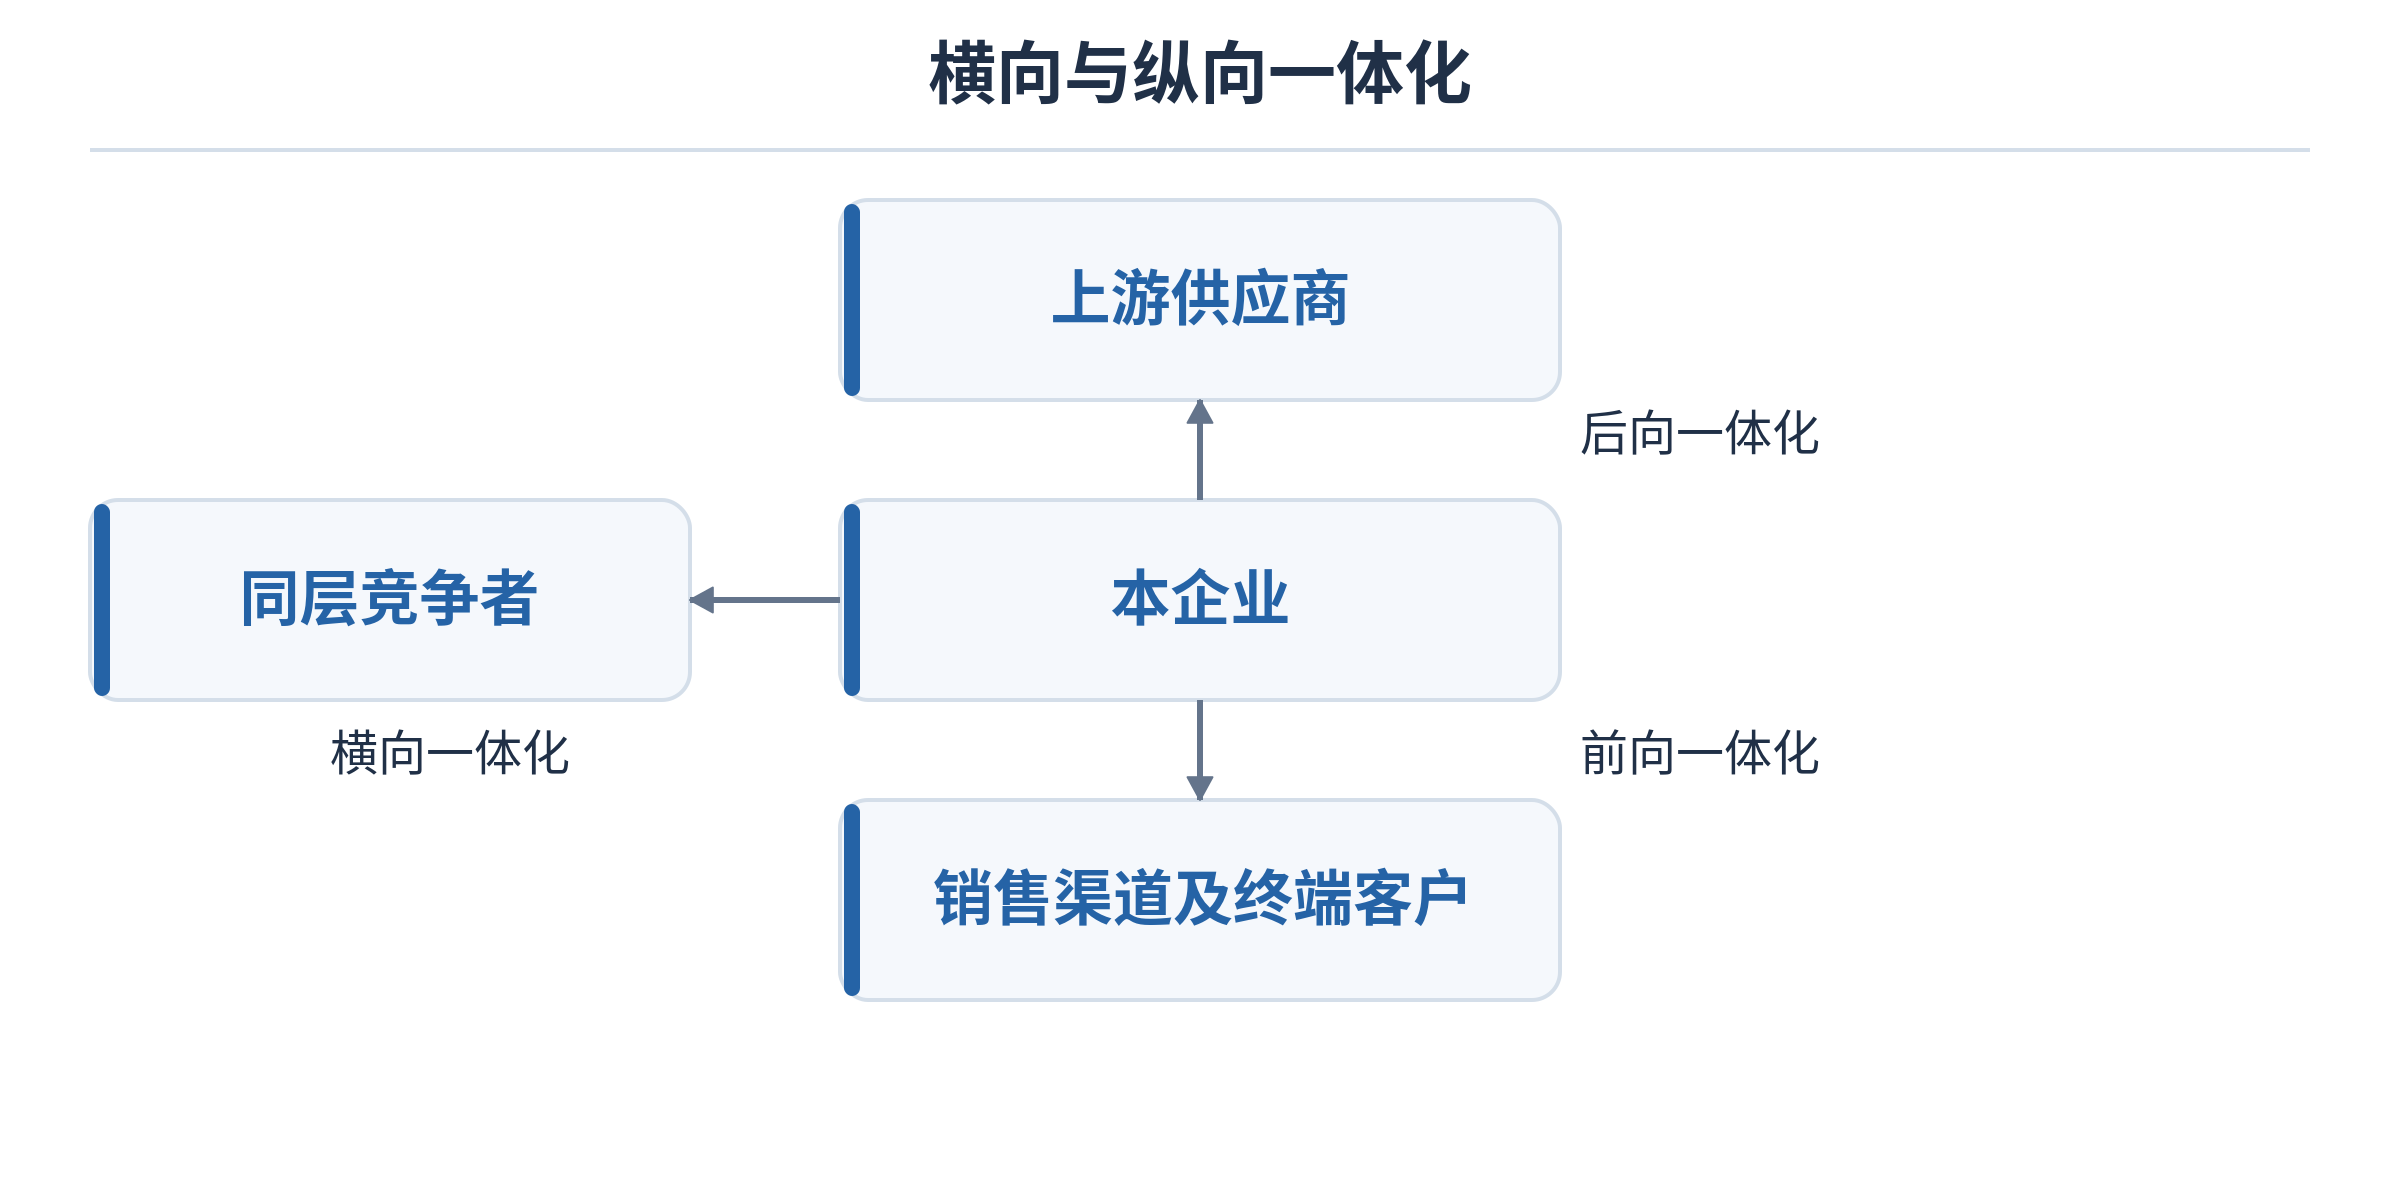 横向与纵向一体化
上游供应商
后向一体化
同层竞争者
本企业
横向一体化
前向一体化
销售渠道及终端客户